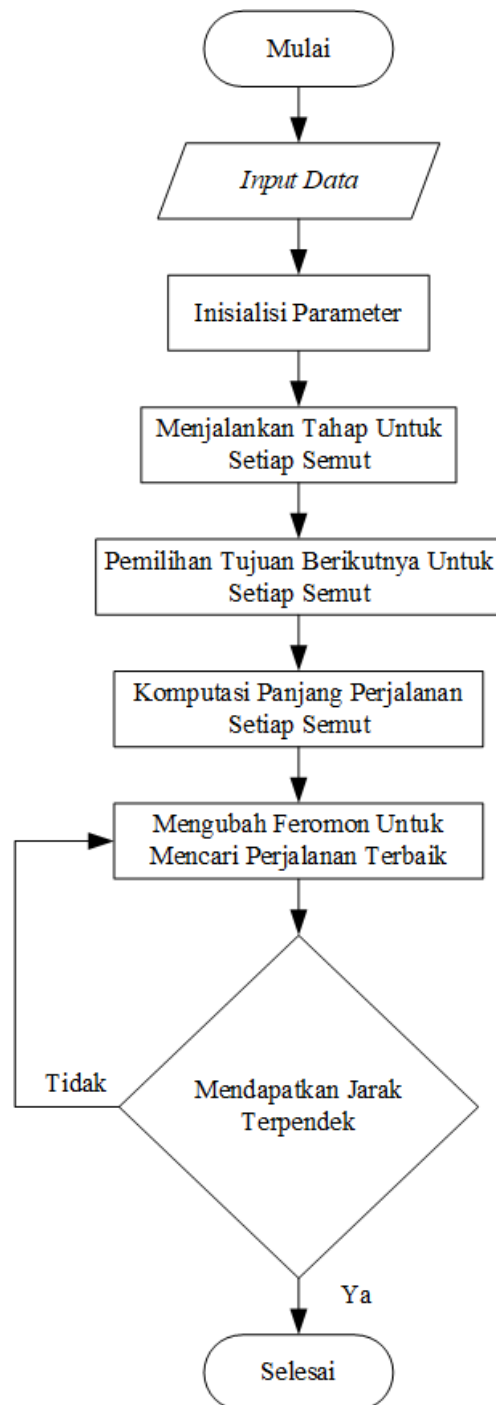 Mulai
Input Data
Inisialisi Parameter
Menjalankan Tahap Untuk
Setiap Semut
Pemilihan Tujuan Berikutnya Untuk
Setiap Semut
Komputasi Panjang Perjalanan
Setiap Semut
Mengubah Feromon Untuk
Mencari Perjalanan Terbaik
Tidak
Mendapatkan Jarak
Terpendek
Ya
Selesai